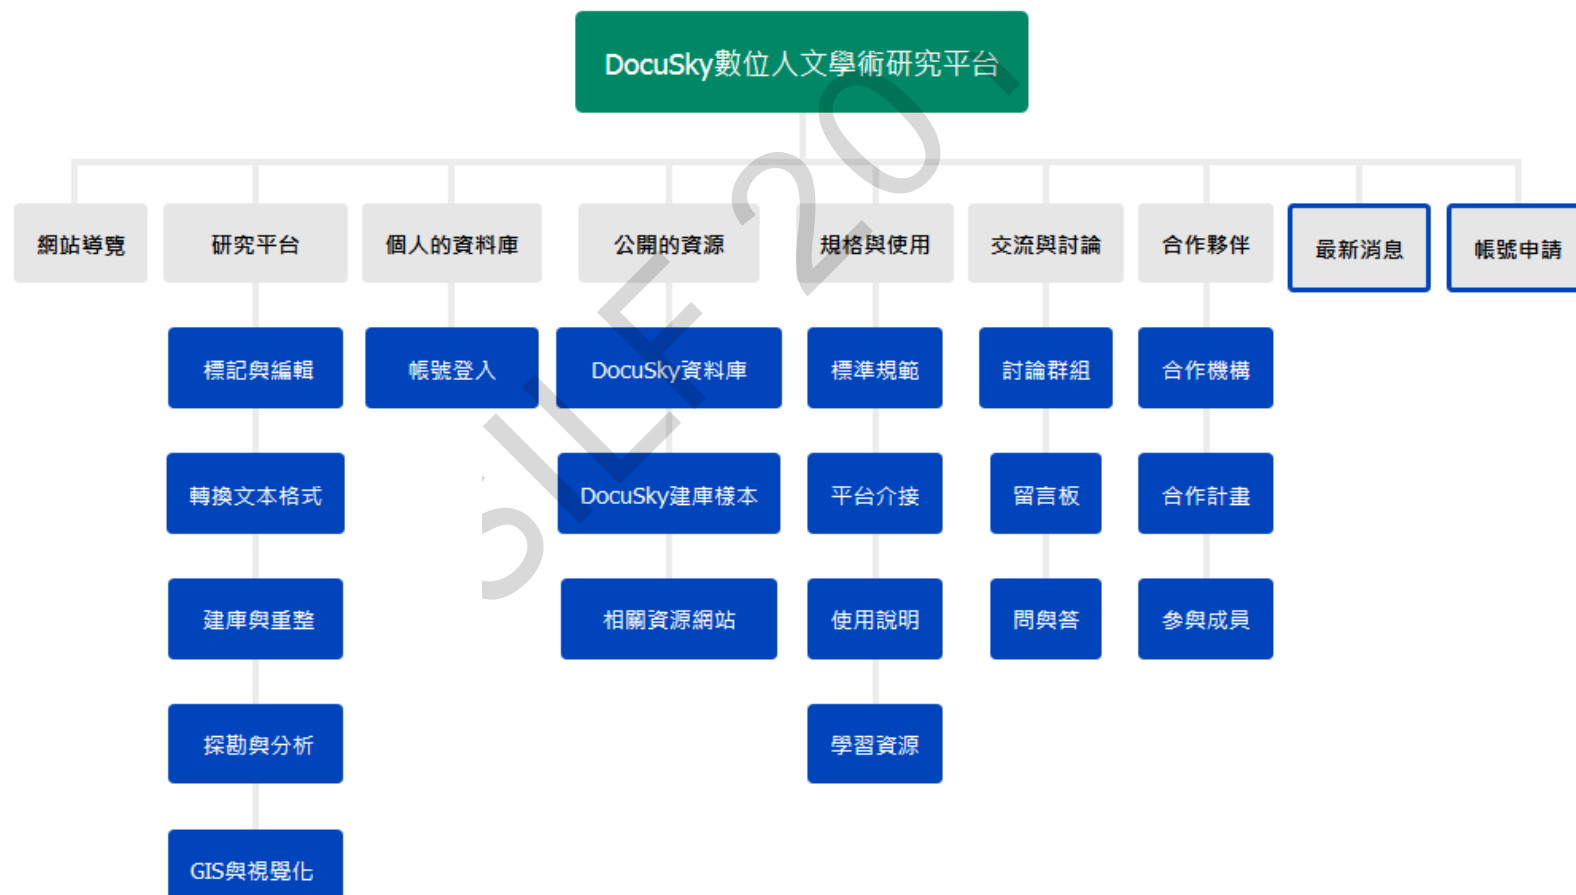 DocuSky數位人文學術研究平台
網站導覽
研究平台
個人的資料庫
公開的資源
規格與使用
交流與討論
合作夥伴
最新消息
帳號申請
標記與編輯
帳號登入
DocuSky資料庫
標準規範
討論群組
合作機構
轉換文本格式
DocuSky建庫樣本
平台介接
留言板
合作計畫
建庫與重整
相關資源網站
使用說明
問與答
參與成員
探勘與分析
學習資源
GIS與視覺化